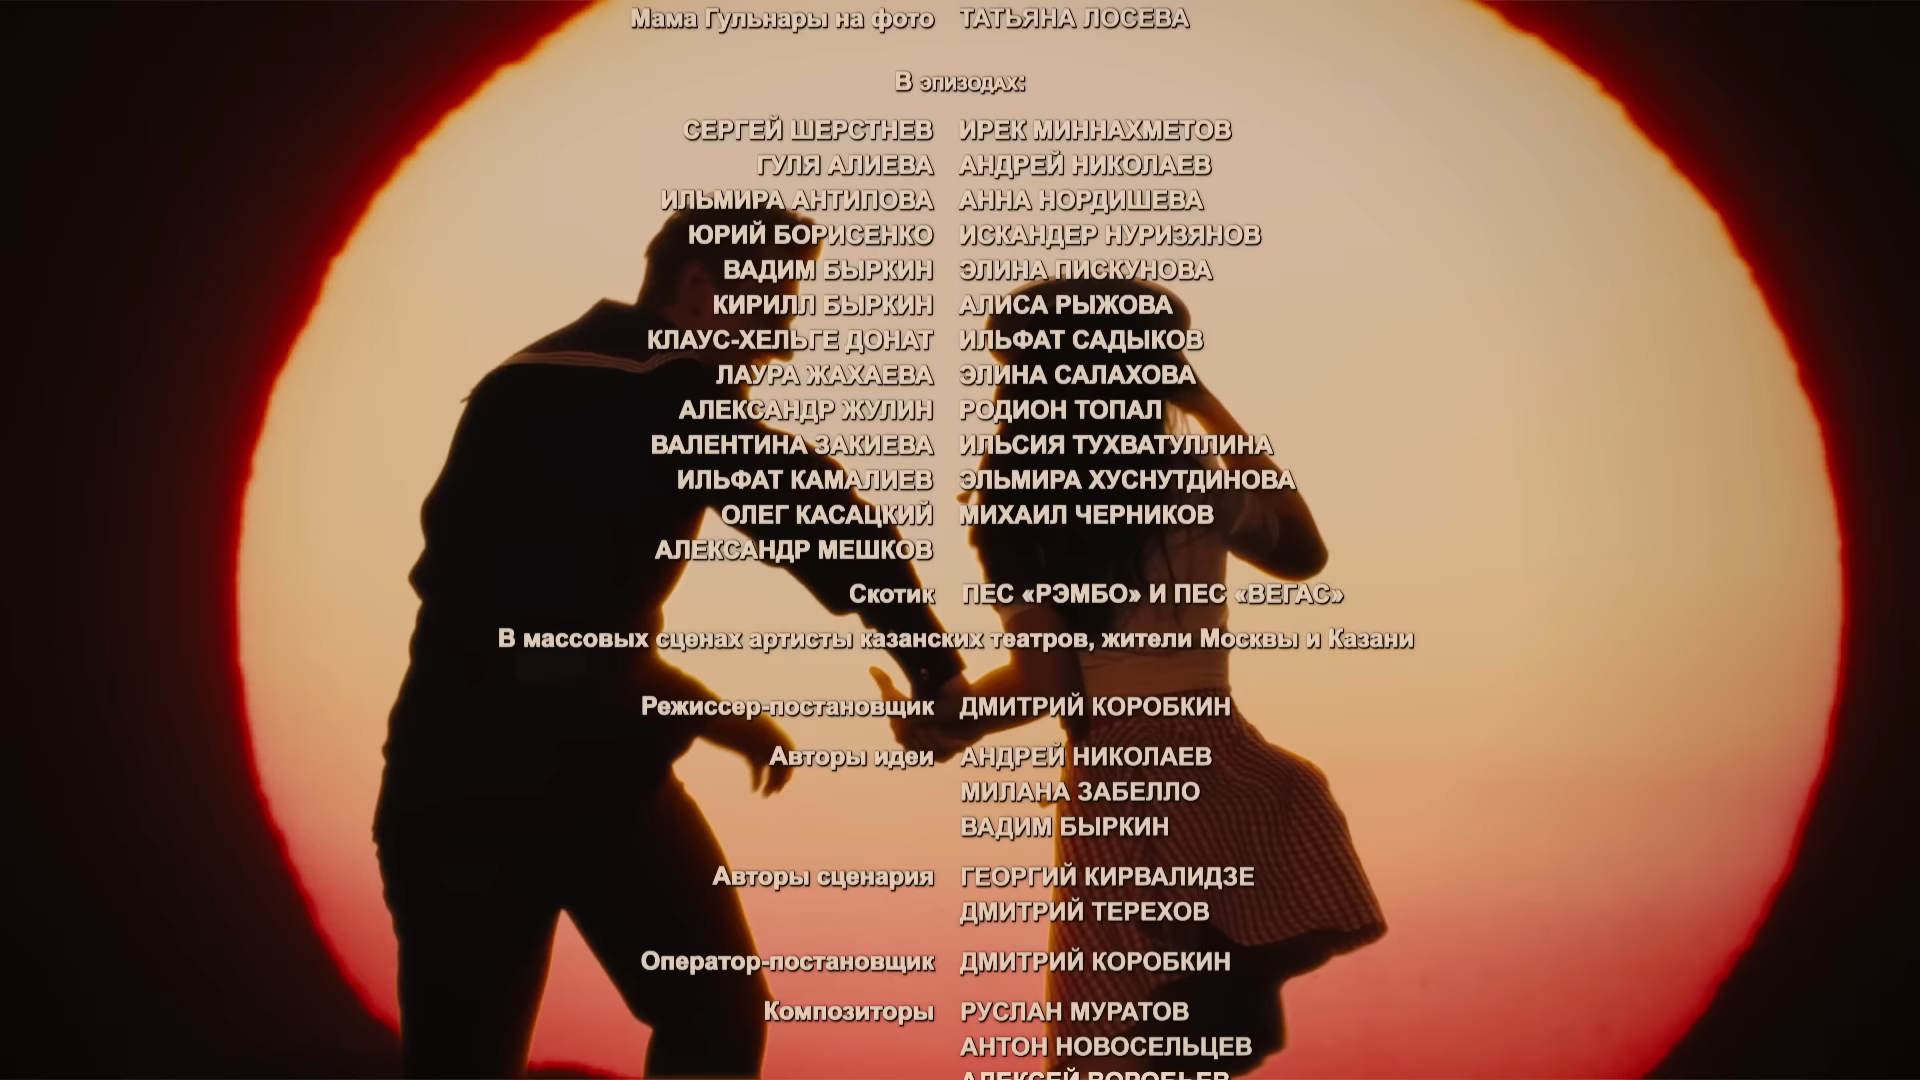 Мама Гульнары на фото ТАТЬЯНА ЛОСЕВА
В эпизодах:
СЕРГЕЙ ШЕРСТНЕВ ИРЕК МИННАХМЕТОВ
ГУЛЯ АЛИЕВА АНДРЕЙ НИКОЛАЕВ
ИЛЬМИРА АНТИПОВА АННА НОРДИШЕВА
ЮРИЙ БОРИСЕНКО ИСКАНДЕР НУРИЗЯНОВ
ВАДИМ БЫРКИН ЭЛИНА ПИСКУНОВА
КИРИЛЛ БЫРКИН АЛИСА РЫЖОВА
КЛАУС-ХЕЛЬГЕ ДОНАТ ИЛЬФАТ САДЫКОВ
ЛАУРА ЖАХАЕВА ЭЛИНА САЛАХОВА
АЛЕКСАНДР ЖУЛИН РОДИОН ТОПАЛ
ВАЛЕНТИНА ЗАКИЕВА ИЛЬСИЯ ТУХВАТУЛЛИНА
ИЛЬФАТ КАМАЛИЕВ ЭЛЬМИРА ХУСНУТДИНОВА
ОЛЕГ КАСАЦКИЙ МИХАИЛ ЧЕРНИКОВ
АЛЕКСАНДР МЕШКОВ
Скотик ПЕС «РЭМБО» И ПЕС «ВЕГАС»
В массовых сценах артисты казанских театров, жители Москвы и Казани
Режиссер-постановщик ДМИТРИЙ КОРОБКИН
Авторы идеи АНДРЕЙ НИКОЛАЕВ
МИЛАНА ЗАБЕЛЛО
ВАДИМ БЫРКИН
Авторы сценария ГЕОРГИЙ КИРВАЛИДЗЕ
ДМИТРИЙ ТЕРЕХОВ
Оператор-постановщик ДМИТРИЙ КОРОБКИН
Композиторы РУСЛАН МУРАТОВ
АНТОН НОВОСЕЛЬЦЕВ
АЛЕКСЕЙ ВОРОБЬЕВ